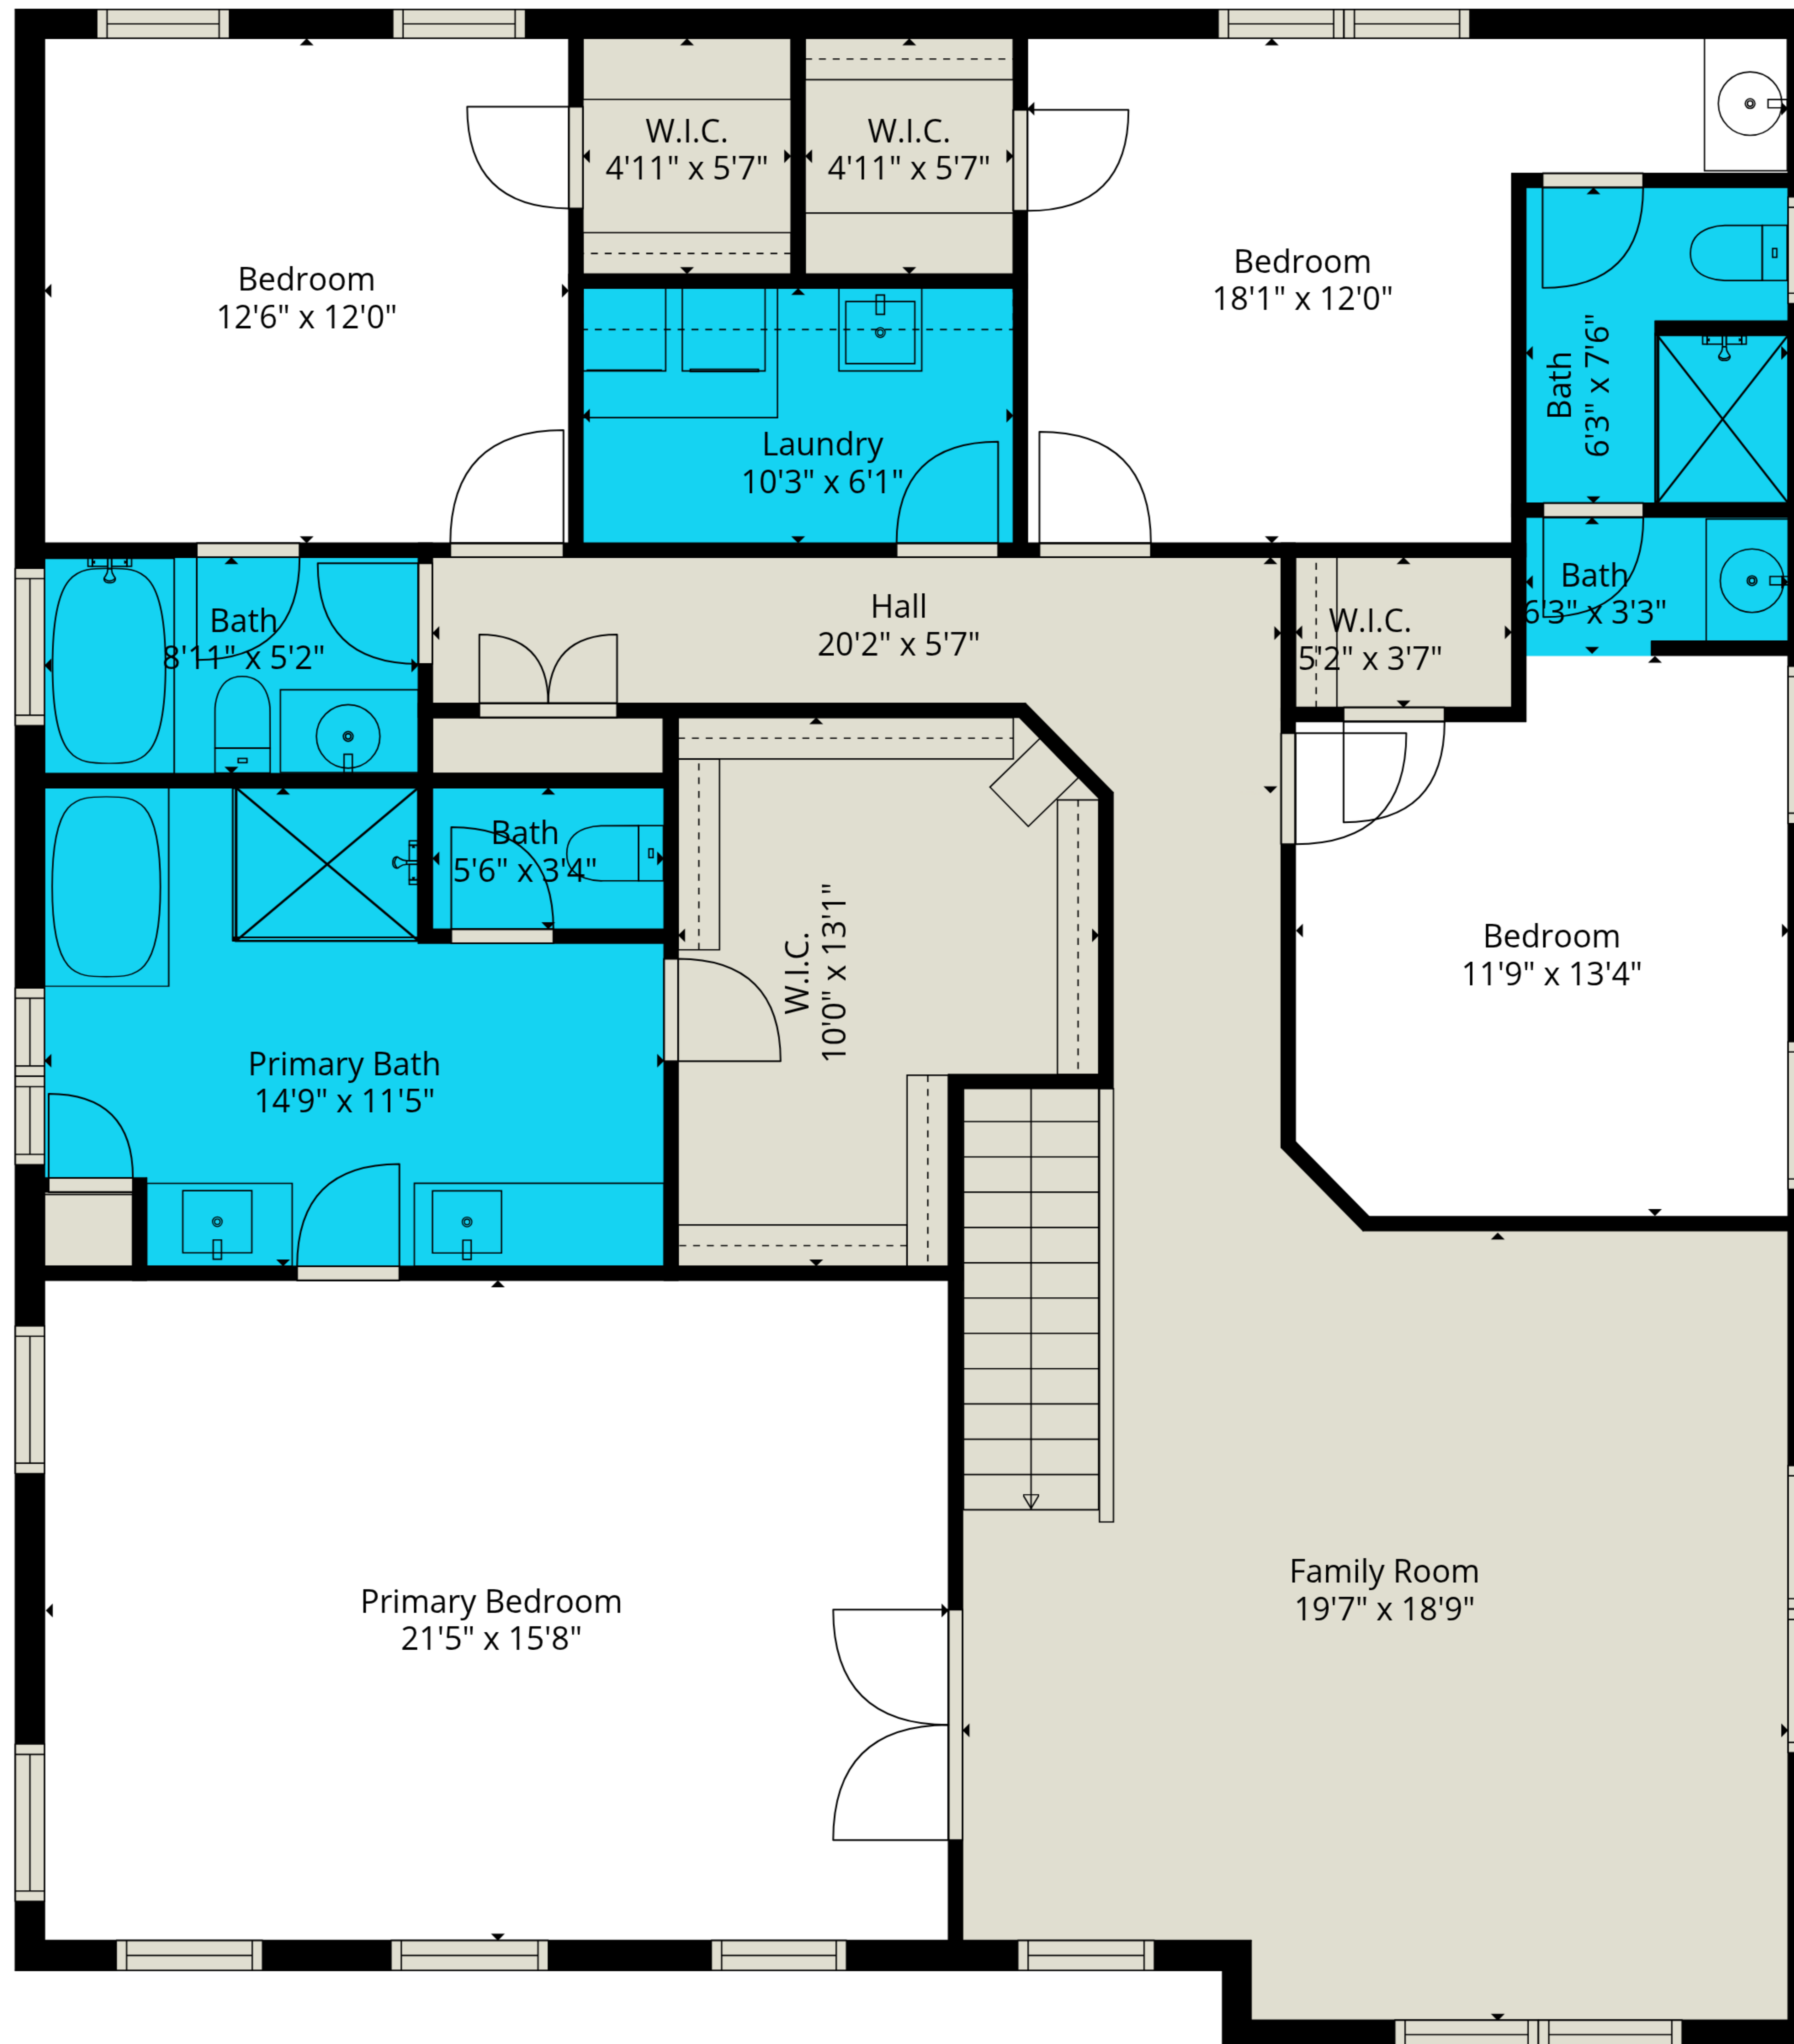 W.I.C.
4'11" x 5'7"
W.I.C.
4'11" x 5'7"
Bedroom
12'6" x 12'0"
Bedroom
18'1" x 12'0"
Bath
6'3" x 7'6"
Laundry
10'3" x 6'1"
Bath
8'11" x 5'2"
Hall
20'2" x 5'7"
W.I.C.
5'2" x 3'7"
Bath
6'3" x 3'3"
Bath
5'6" x 3'4"
W.I.C.
10'0" x 13'1"
Bedroom
11'9" x 13'4"
Primary Bath
14'9" x 11'5"
Primary Bedroom
21'5" x 15'8"
Family Room
19'7" x 18'9"